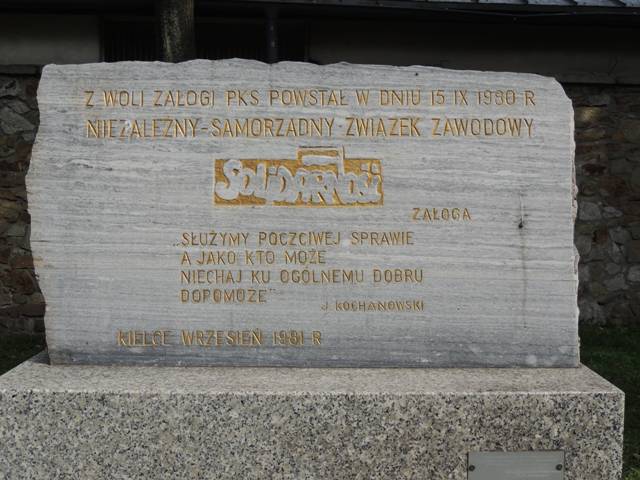 Z WOLI ZAŁOGI PKS POWSTAŁ W DNIU 15 IX 1980 R
NIEZALEŻNY-SAMORZĄDNY ZWIĄZEK ZAWODOWY
SOLIDARNOŚĆ
ZAŁOGA
„SŁUŻYMY POCZCIWEJ SPRAWIE
A JAKO KTO MOŻE
NIECHAJ KU OGÓLNEMU DOBRU
DOPOMOŻE”
J. KOCHANOWSKI
KIELCE WRZESIEŃ 1981 R